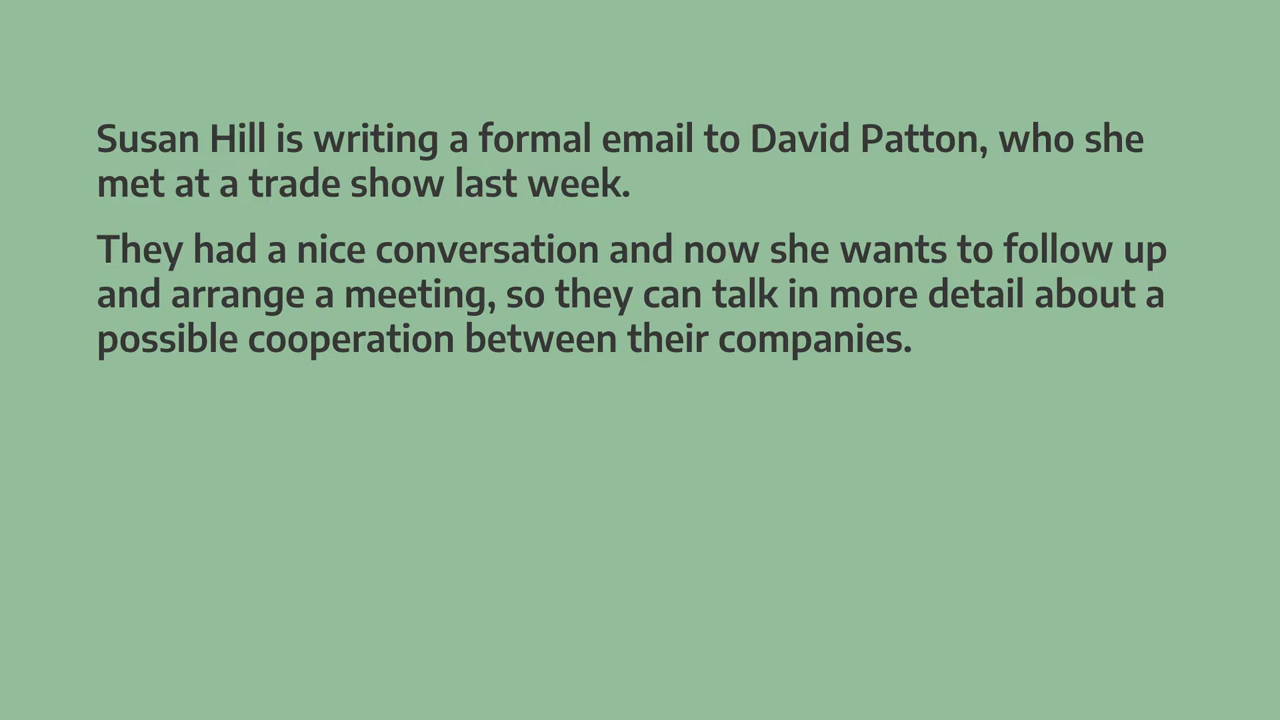 Susan Hill is writing a formal email to David Patton, who she
met at a trade show last week.
They had a nice conversation and now she wants to follow up
and arrange a meeting, so they can talk in more detail about a
possible cooperation between their companies.